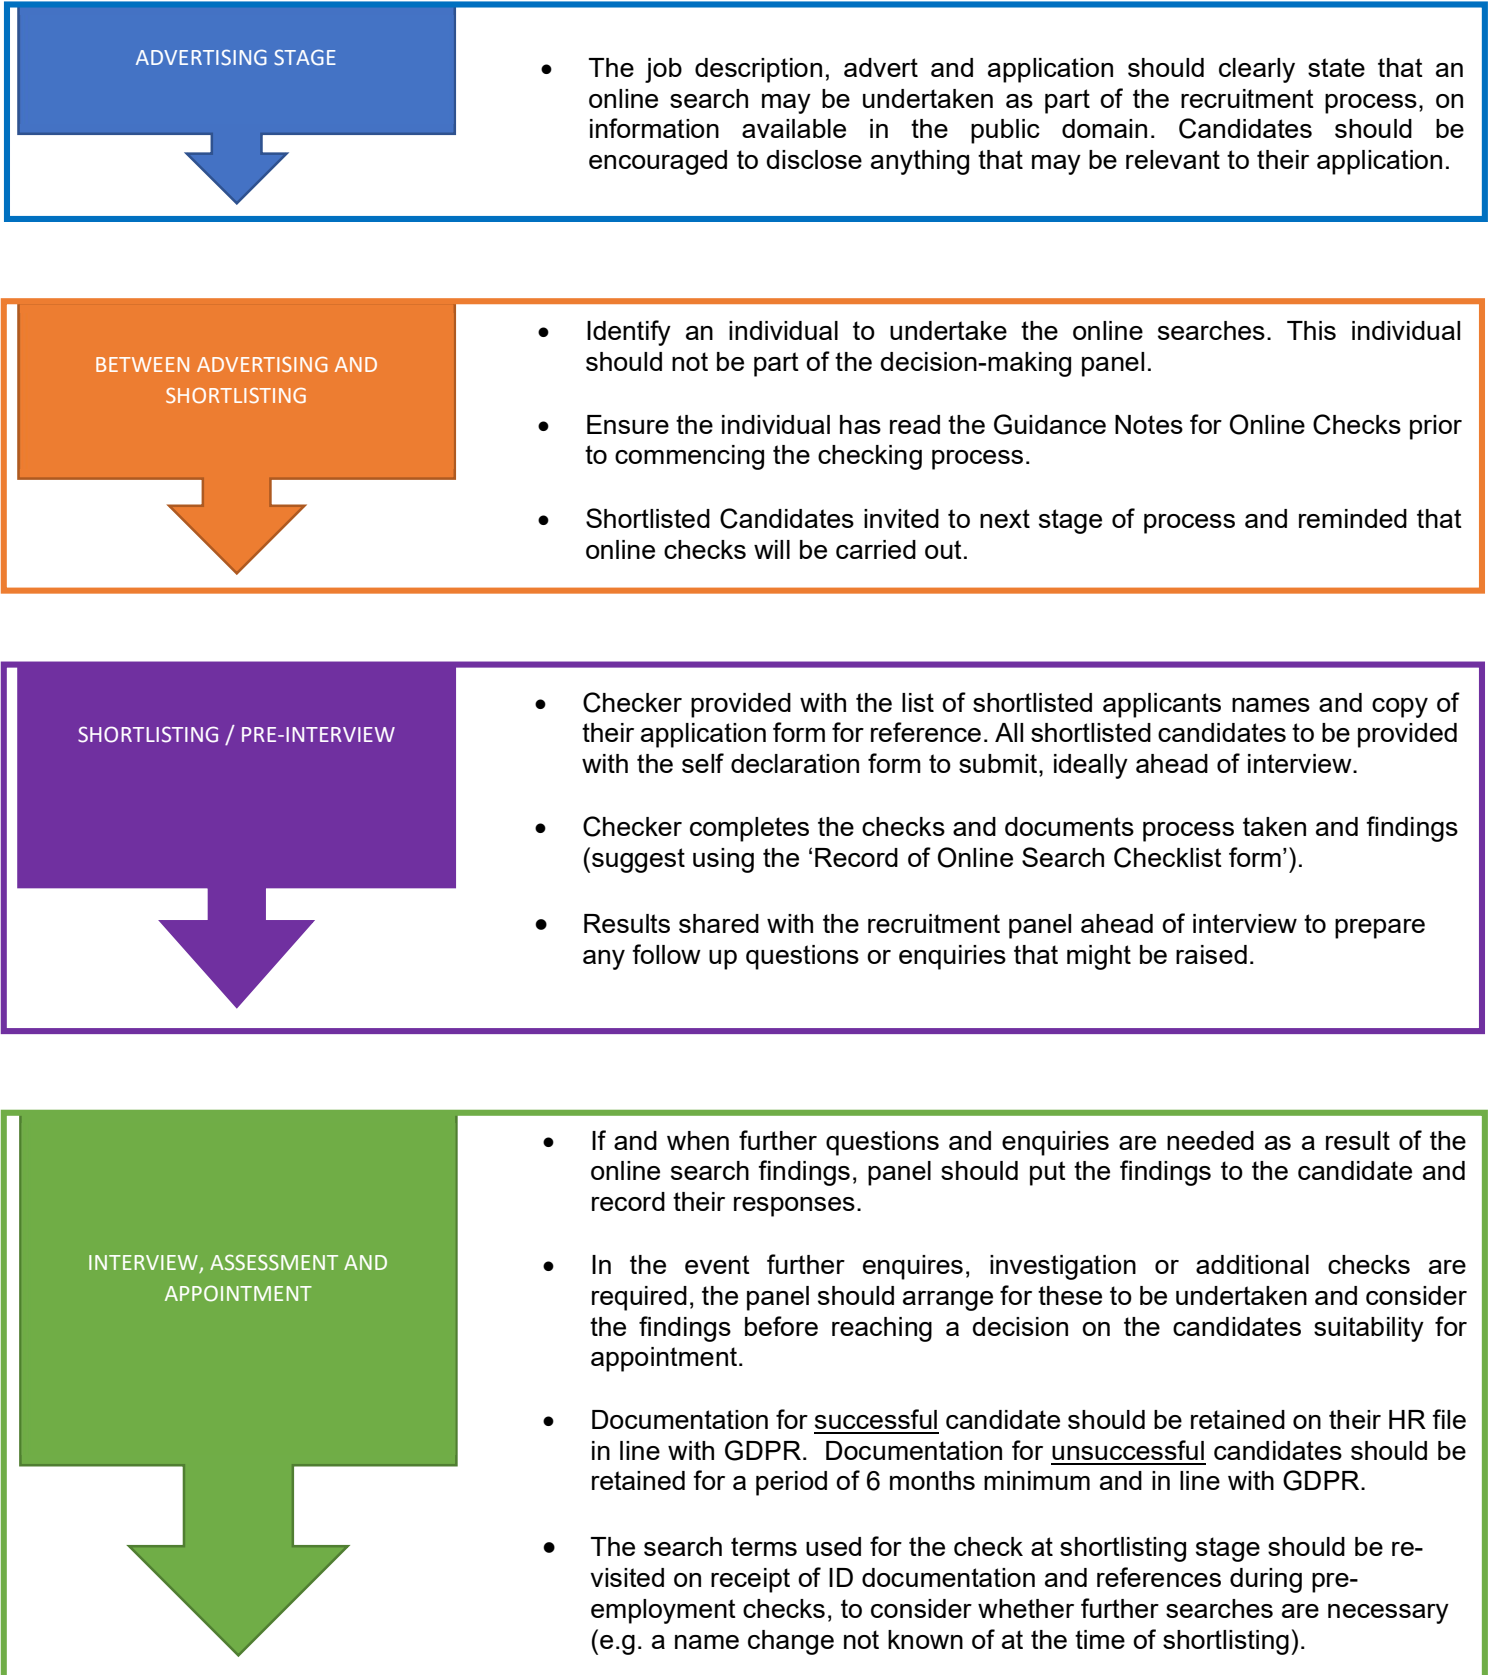 ADVERTISING STAGE
• The job description, advert and application should clearly state that an
online search may be undertaken as part of the recruitment process, on
information available in the public domain. Candidates should be
encouraged to disclose anything that may be relevant to their application.
BETWEEN ADVERTISING AND
SHORTLISTING
• Identify an individual to undertake the online searches. This individual
should not be part of the decision-making panel.
• Ensure the individual has read the Guidance Notes for Online Checks prior
to commencing the checking process.
• Shortlisted Candidates invited to next stage of process and reminded that
online checks will be carried out.
SHORTLISTING / PRE-INTERVIEW
• Checker provided with the list of shortlisted applicants names and copy of
their application form for reference. All shortlisted candidates to be provided
with the self declaration form to submit, ideally ahead of interview.
• Checker completes the checks and documents process taken and findings
(suggest using the ‘Record of Online Search Checklist form’).
• Results shared with the recruitment panel ahead of interview to prepare
any follow up questions or enquiries that might be raised.
INTERVIEW, ASSESSMENT AND
APPOINTMENT
• If and when further questions and enquiries are needed as a result of the
online search findings, panel should put the findings to the candidate and
record their responses.
• In the event further enquires, investigation or additional checks are
required, the panel should arrange for these to be undertaken and consider
the findings before reaching a decision on the candidates suitability for
appointment.
• Documentation for successful candidate should be retained on their HR file
in line with GDPR.  Documentation for unsuccessful candidates should be
retained for a period of 6 months minimum and in line with GDPR.
• The search terms used for the check at shortlisting stage should be re-
visited on receipt of ID documentation and references during pre-
employment checks, to consider whether further searches are necessary
(e.g. a name change not known of at the time of shortlisting).